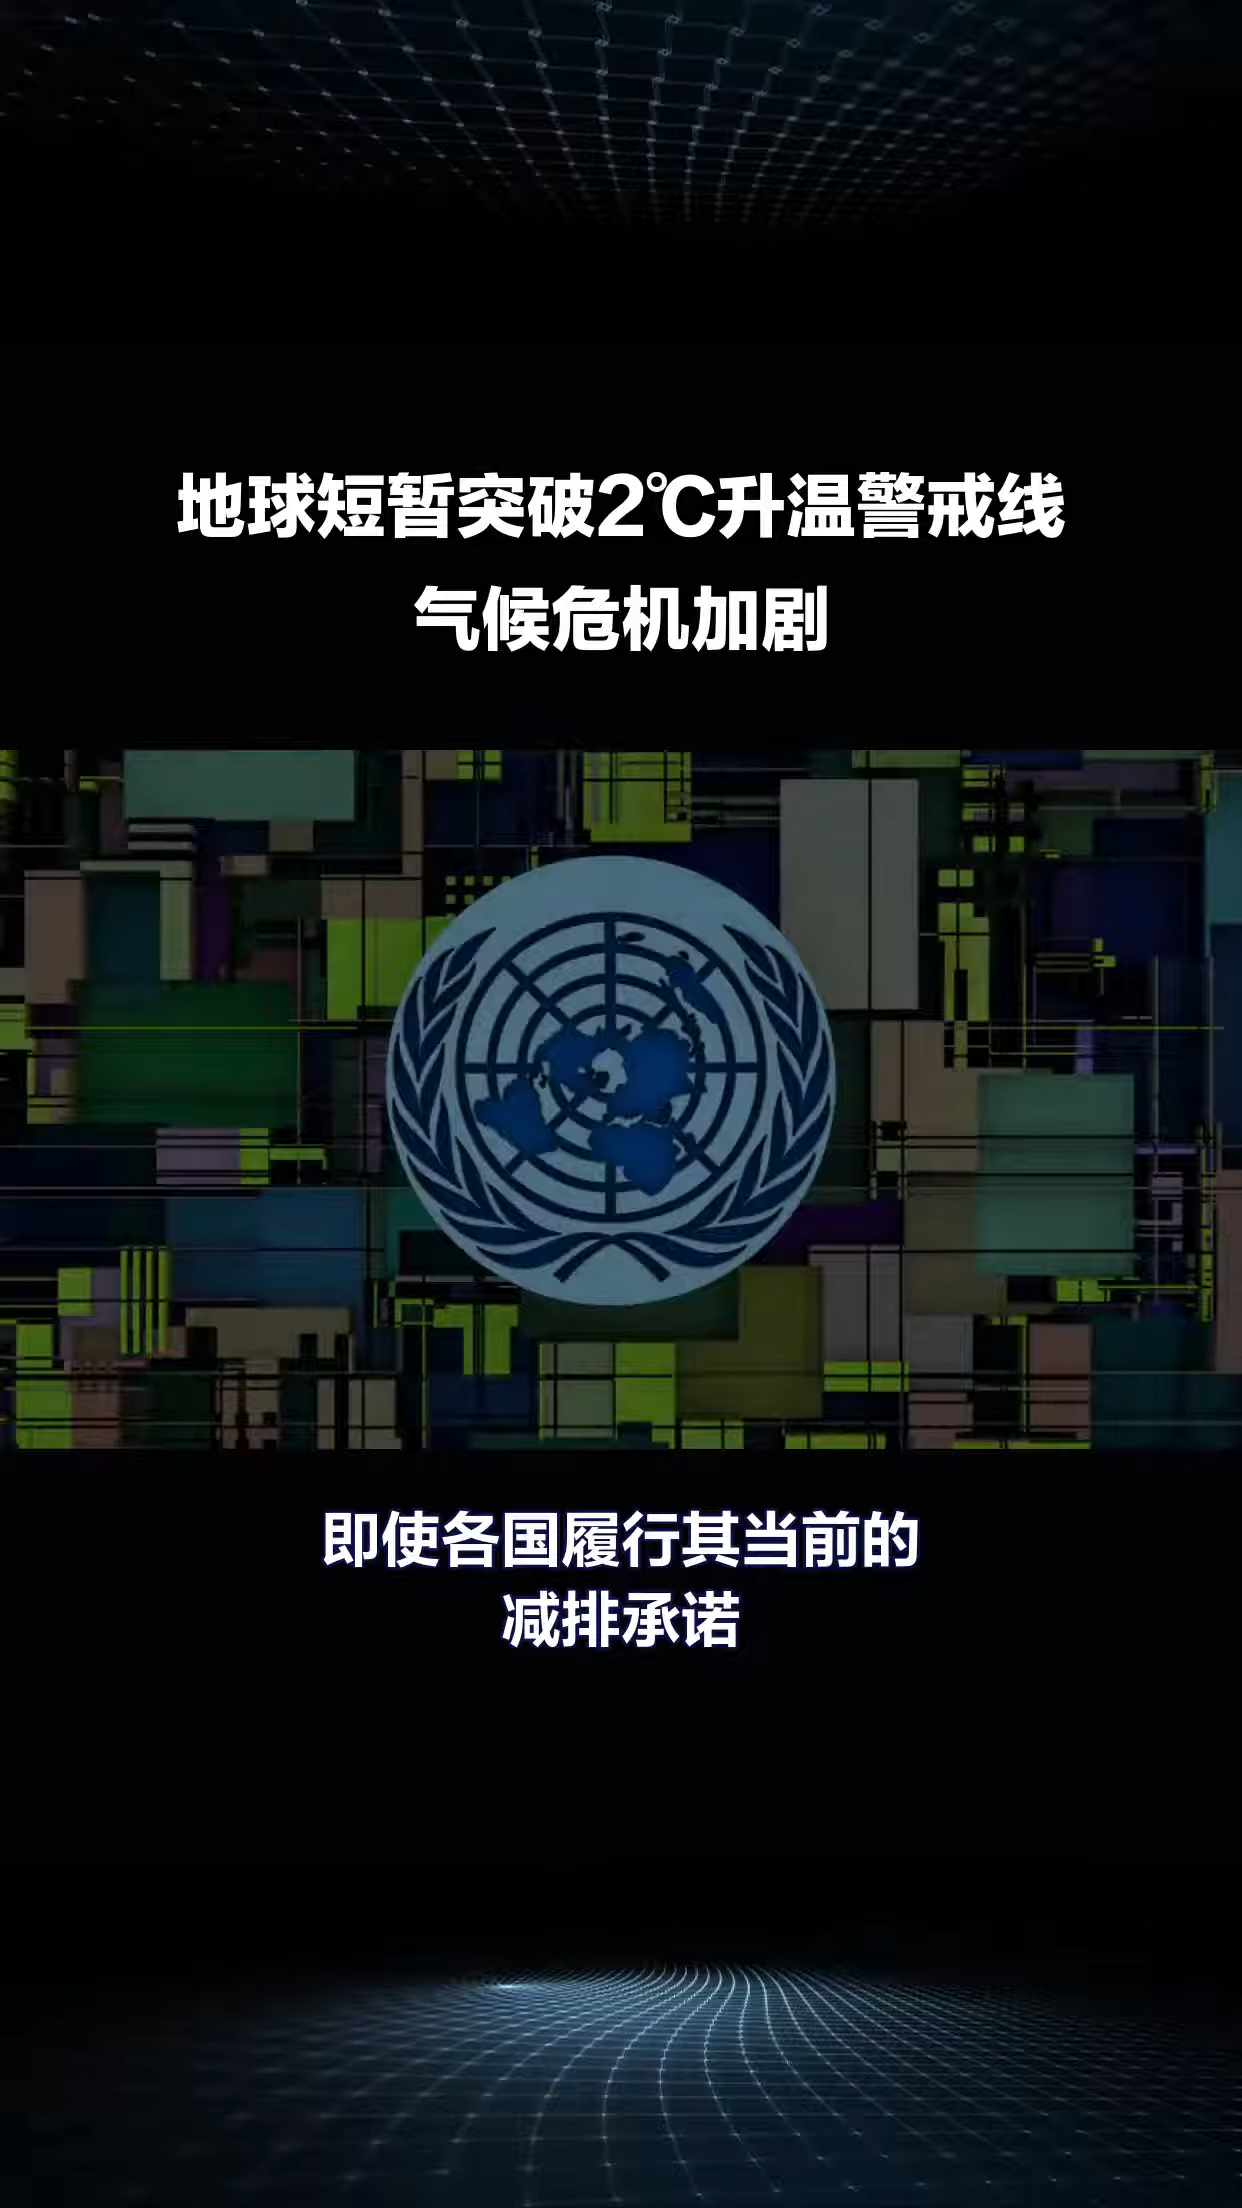 地球短暂突破2℃升温警戒线
气候危机加剧
即使各国履行其当前的
减排承诺